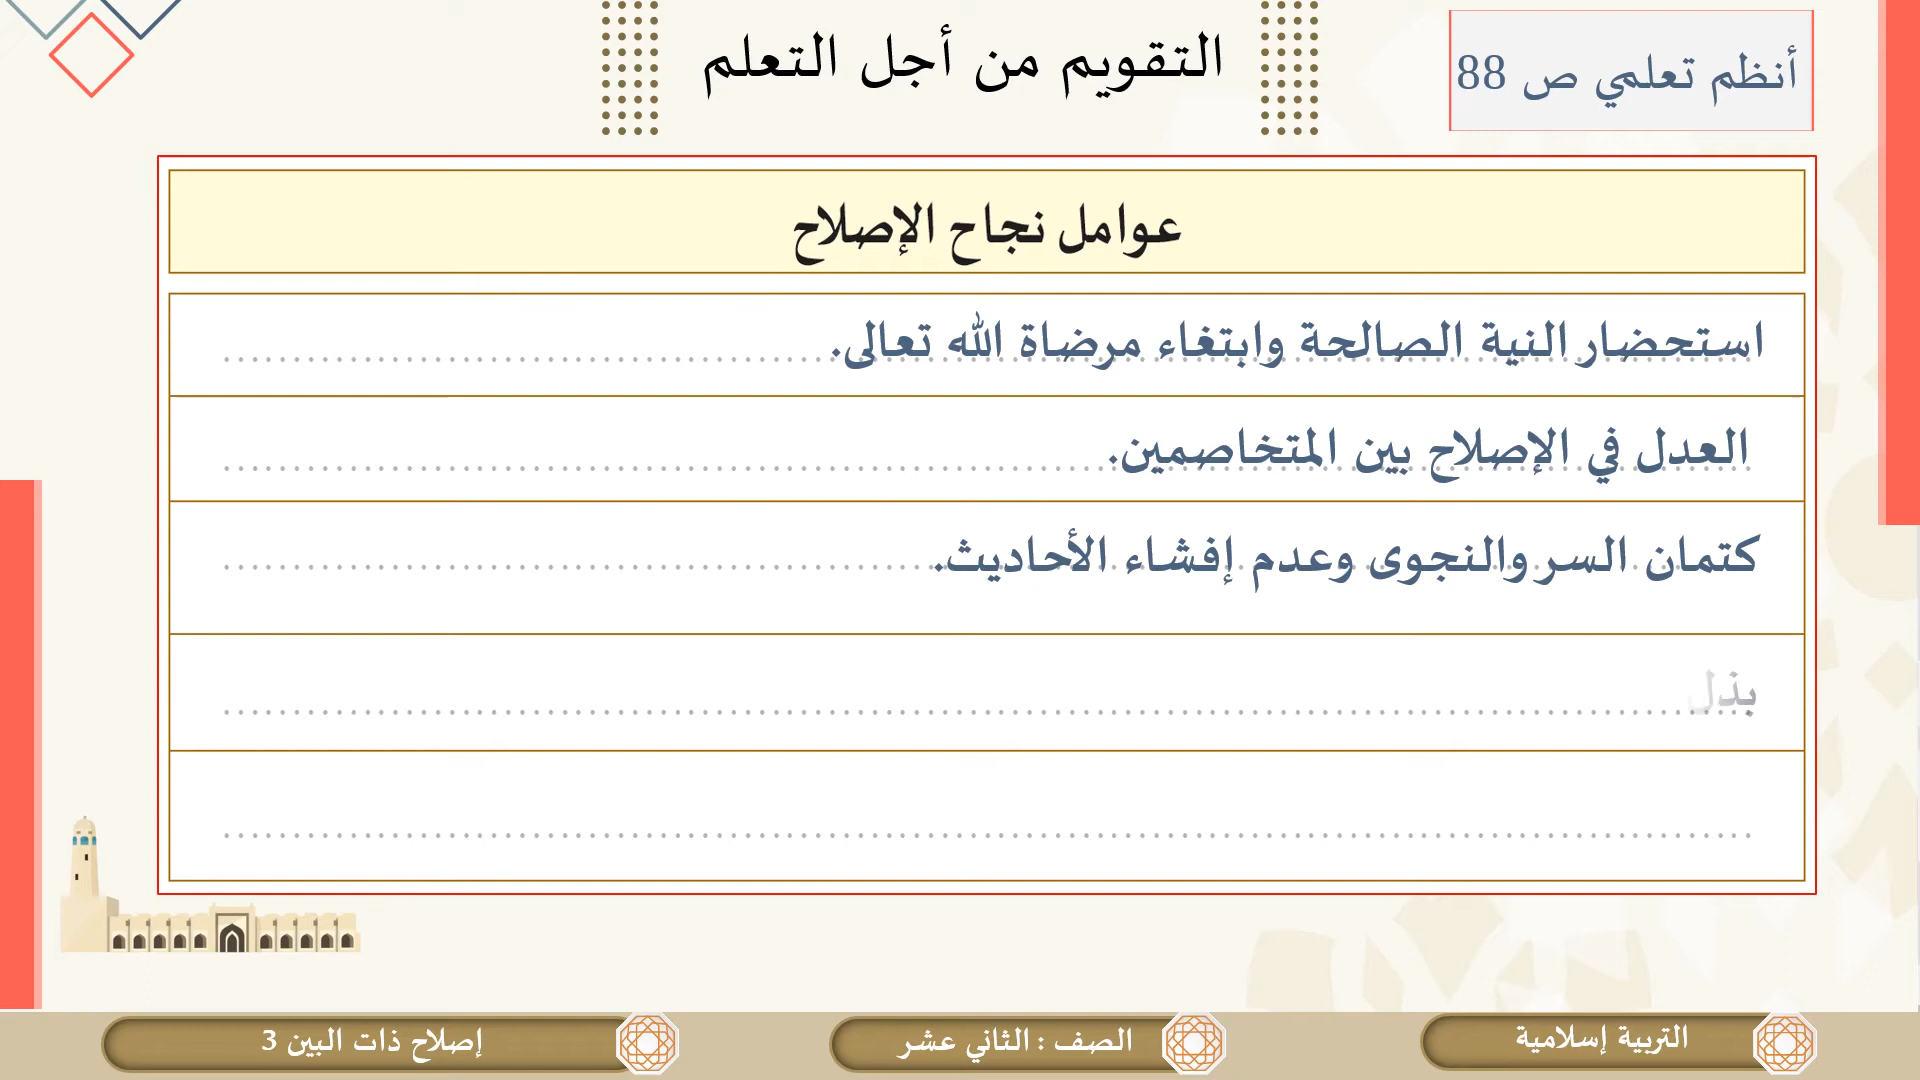 أنظم تعلمي ص 88
التقويم من أجل التعلم
عوامل نجاح الإصلاح
استحضار النية الصالحة وابتغاء مرضاة الله تعالى.
العدل في الإصلاح بين المتخاصمين.
كتمان السر والنجوى وعدم إفشاء الأحاديث.
بذل
التربية إسلامية
الصف : الثاني عشر
إصلاح ذات البين 3